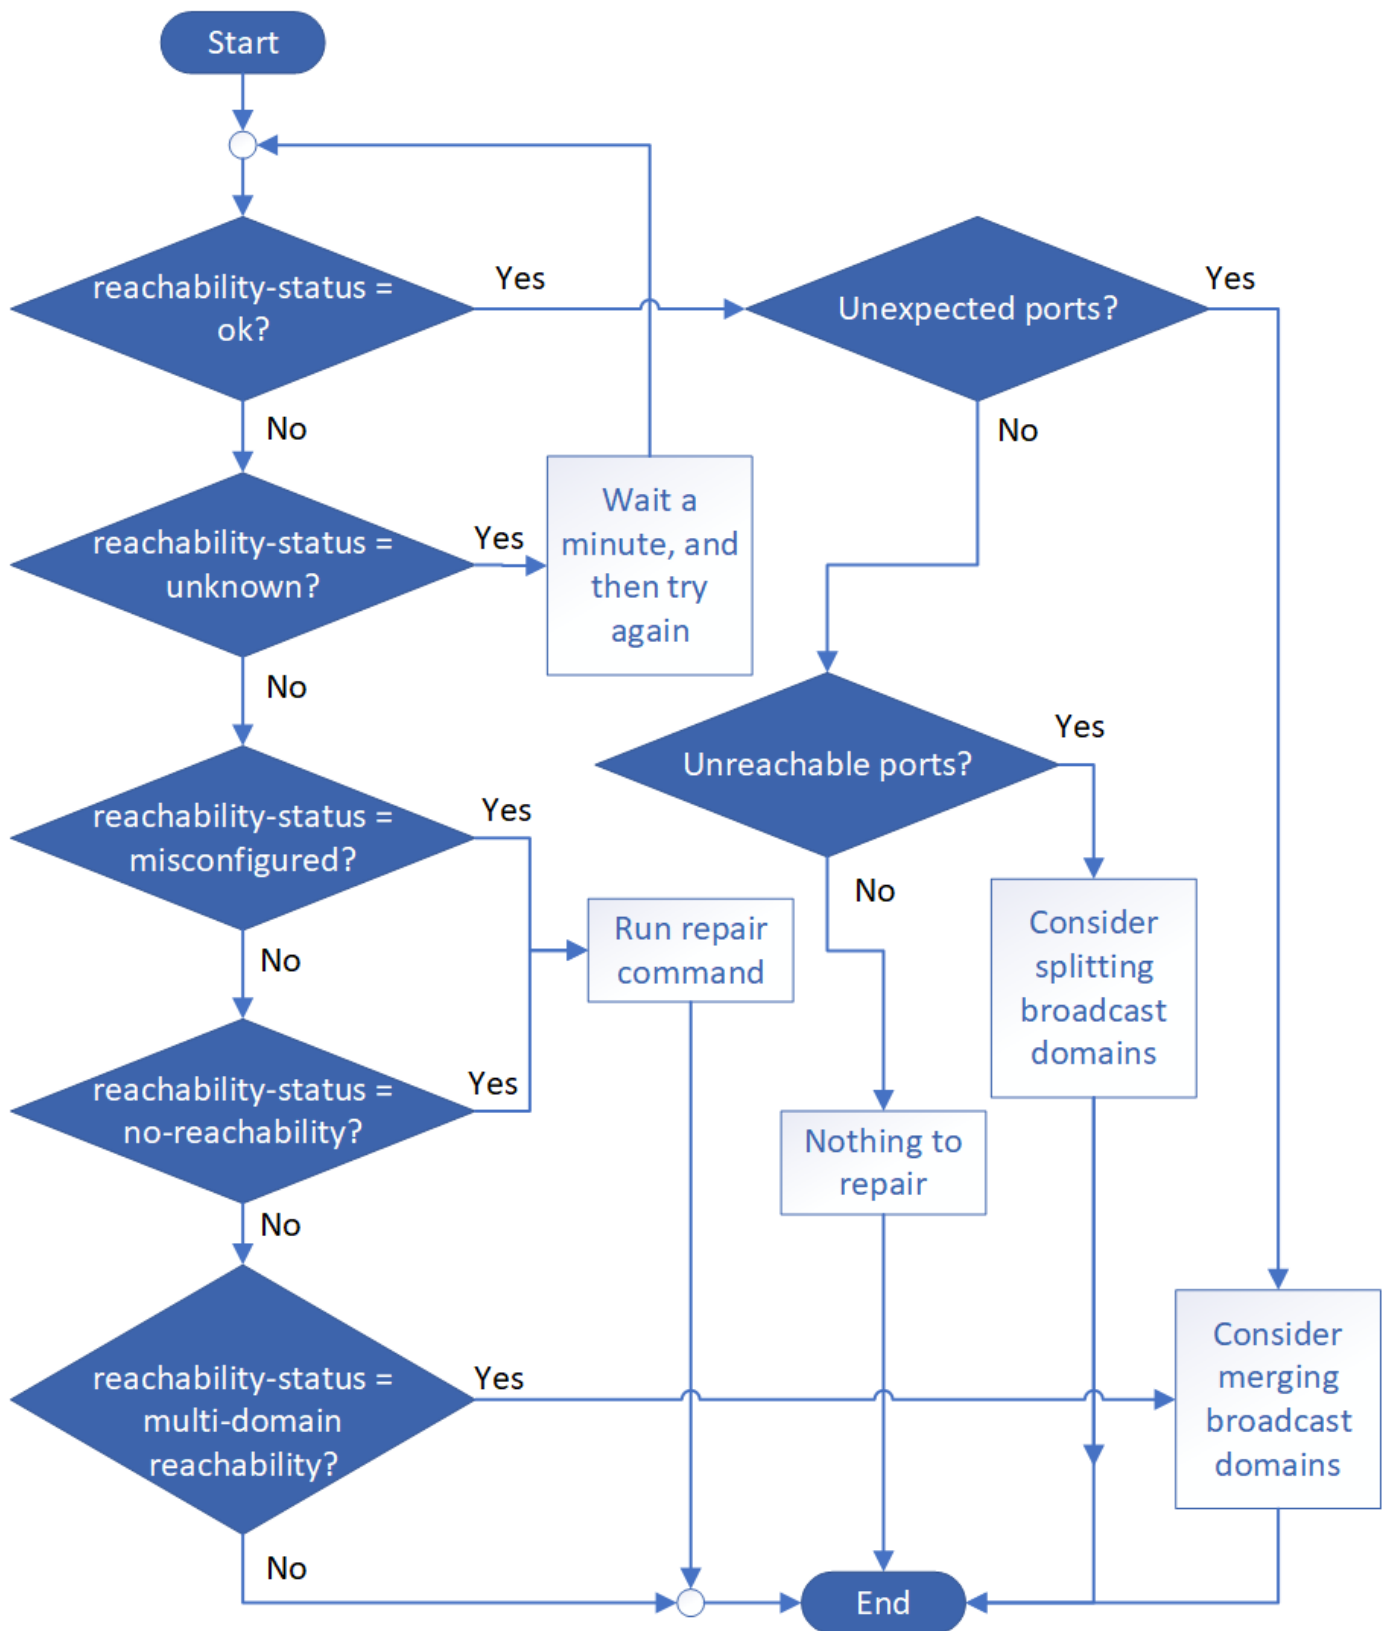 Start
reachability-status =
ok?
Yes
No
Unexpected ports?
Yes
No
reachability-status =
unknown?
Yes
No
Wait a
minute, and
then try
again
Unreachable ports?
Yes
No
reachability-status =
misconfigured?
Yes
No
Run repair
command
Consider
splitting
broadcast
domains
reachability-status =
no-reachability?
Yes
No
Nothing to
repair
reachability-status =
multi-domain
reachability?
Yes
No
Consider
merging
broadcast
domains
End